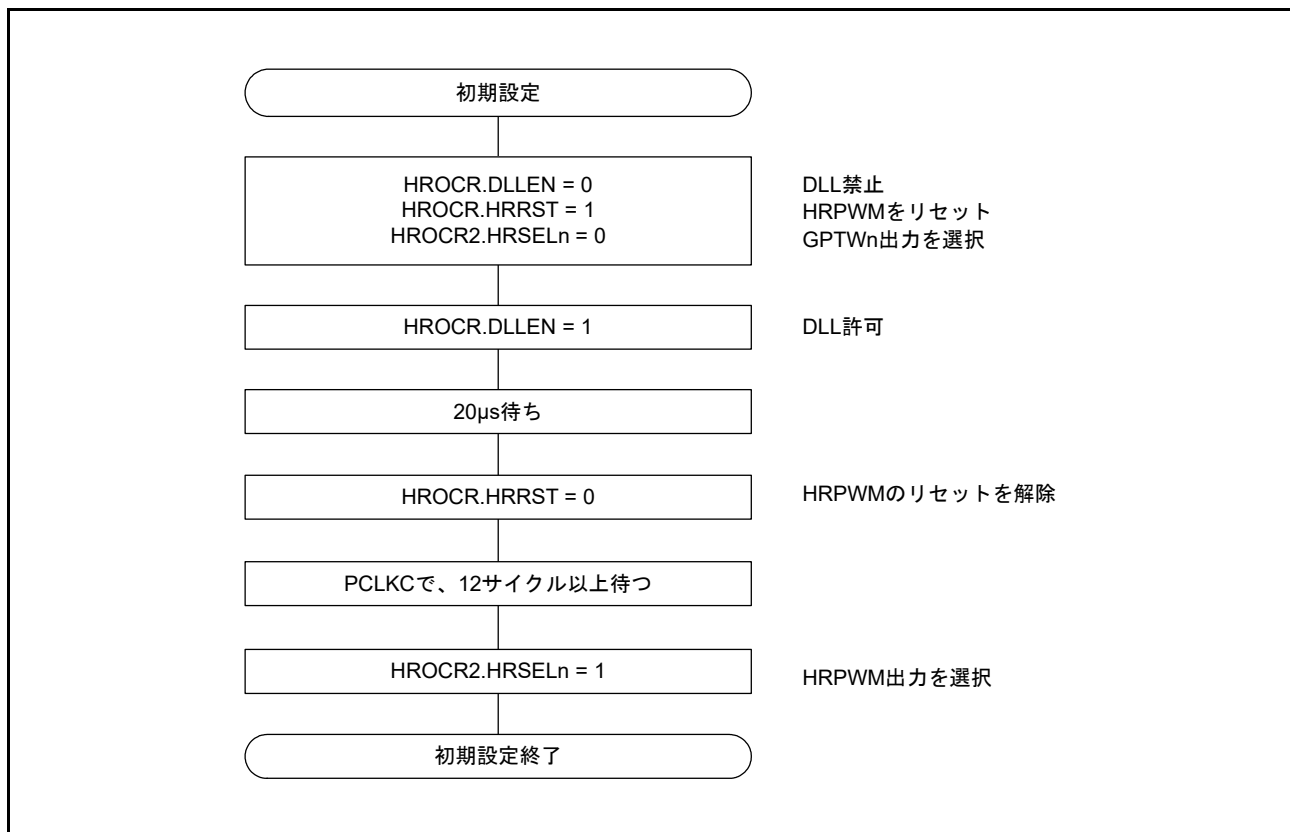 初期設定
HROCR.DLLEN = 0
HROCR.HRRST = 1
HROCR2.HRSELn = 0
DLL禁止
HRPWMをリセット
GPTWn出力を選択
HROCR.DLLEN = 1
DLL許可
20µs待ち
HROCR.HRRST = 0
HRPWMのリセットを解除
PCLKCで、12サイクル以上待つ
HROCR2.HRSELn = 1
HRPWM出力を選択
初期設定終了